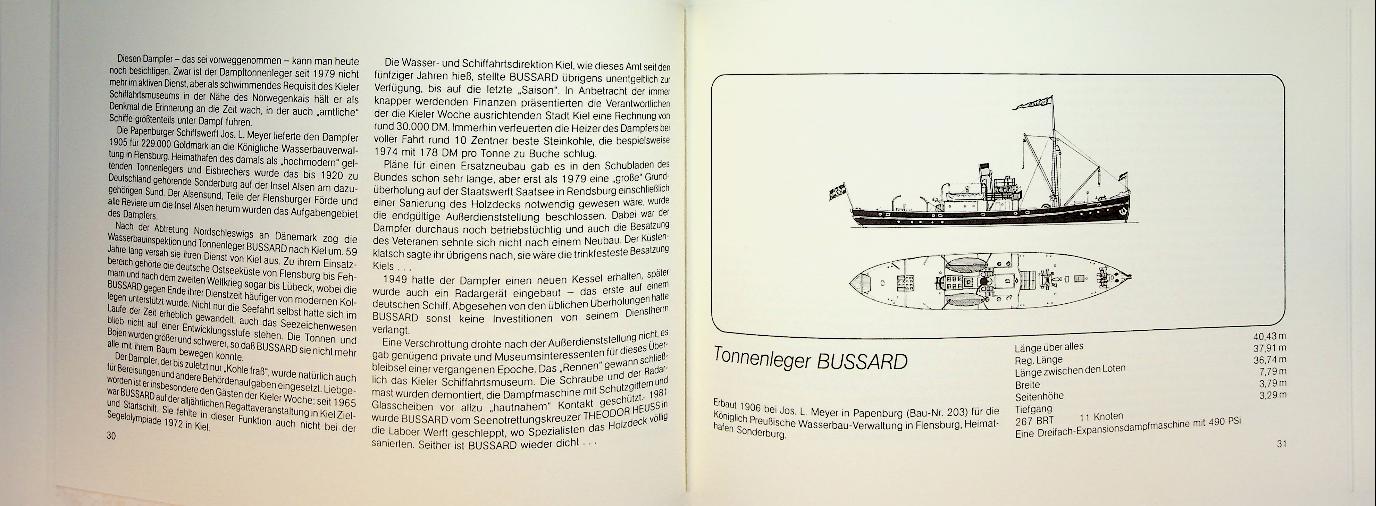 Diesen Dampfer – das sei vorweggenommen – kann man heute
noch besichtigen. Zwar ist der Dampftonnenleger seit 1979 nicht
mehr im aktiven Dienst, aber als schwimmendes Requisit des Kieler
Schiffahrtsmuseums in der Nähe des Norwegenkais hält er als
Denkmal die Erinnerung an die Zeit wach, in der auch „amtliche"
Schiffe größtenteils unter Dampf fuhren.
Die Papenburger Schiffswerft Jos. L. Meyer lieferte den Dampfer
1905 für 229.000 Goldmark an die Königliche Wasserbauverwal-
tung in Flensburg. Heimathafen des damals als „hochmodern" gel-
tenden Tonnenlegers und Eisbrechers wurde das bis 1920 zu
Deutschland gehörende Sonderburg auf der Insel Alsen am dazu-
gehörigen Sund. Der Alsensund, Teile der Flensburger Förde und
alle Reviere um die Insel Alsen herum wurden das Aufgabengebiet
des Dampfers.
Nach der Abtretung Nordschleswigs an Dänemark zog die
Wasserbauinspektion und Tonnenleger BUSSARD nach Kiel um. 59
Jahre lang versah sie ihren Dienst von Kiel aus. Zu ihrem Einsatz-
bereich gehörte die deutsche Ostseeküste von Flensburg bis Feh-
marn und nach dem zweiten Weltkrieg sogar bis Lübeck, wobei die
BUSSARD gegen Ende ihrer Dienstzeit häufiger von modernen Kol-
legen unterstützt wurde. Nicht nur die Seefahrt selbst hatte sich im
Laufe der Zeit erheblich gewandelt, auch das Seezeichenwesen
blieb nicht auf einer Entwicklungsstufe stehen. Die Tonnen und
Bojen wurden größer und schwerer, so daß BUSSARD sie nicht mehr
alle mit ihrem Baum bewegen konnte.
Der Dampfer, der bis zuletzt nur „Kohle fraß", wurde natürlich auch
für Bereisungen und andere Behördenaufgaben eingesetzt. Liebge-
worden ist er insbesondere den Gästen der Kieler Woche: seit 1965
war BUSSARD auf der alljährlichen Regattaveranstaltung in Kiel Ziel-
und Startschiff. Sie fehlte in dieser Funktion auch nicht bei der
Segelolympiade 1972 in Kiel.
30
Die Wasser- und Schiffahrtsdirektion Kiel, wie dieses Amt seit den
fünfziger Jahren hieß, stellte BUSSARD übrigens unentgeltlich zur
Verfügung, bis auf die letzte „Saison". In Anbetracht der immer
knapper werdenden Finanzen präsentierten die Verantwortlichen
der die Kieler Woche ausrichtenden Stadt Kiel eine Rechnung von
rund 30.000 DM. Immerhin verfeuerten die Heizer des Dampfers bei
voller Fahrt rund 10 Zentner beste Steinkohle, die bespielsweise
1974 mit 178 DM pro Tonne zu Buche schlug.
Pläne für einen Ersatzneubau gab es in den Schubladen des
Bundes schon sehr lange, aber erst als 1979 eine „große" Grund-
überholung auf der Staatswerft Saatsee in Rendsburg einschließlich
einer Sanierung des Holzdecks notwendig gewesen wäre, wurde
die endgültige Außerdienststellung beschlossen. Dabei war der
Dampfer durchaus noch betriebstüchtig und auch die Besatzung
des Veteranen sehnte sich nicht nach einem Neubau. Der Küsten-
klatsch sagte ihr übrigens nach, sie wäre die trinkfesteste Besatzung
Kiels . . .
1949 hatte der Dampfer einen neuen Kessel erhalten, später
wurde auch ein Radargerät eingebaut – das erste auf einem
deutschen Schiff. Abgesehen von den üblichen Überholungen hatte
BUSSARD sonst keine Investitionen von seinem Dienstherrn
verlangt.
Eine Verschrottung drohte nach der Außerdienststellung nicht, es
gab genügend private und Museumsinteressenten für dieses Über-
bleibsel einer vergangenen Epoche. Das „Rennen" gewann schließ-
lich das Kieler Schiffahrtsmuseum. Die Schraube und der Radar-
mast wurden demontiert, die Dampfmaschine mit Schutzgittern und
Glasscheiben vor allzu „hautnahem" Kontakt geschützt. 1981
wurde BUSSARD vom Seenotrettungskreuzer THEODOR HEUSS in
die Laboer Werft geschleppt, wo Spezialisten das Holzdeck völlig
sanierten. Seither ist BUSSARD wieder dicht . . .
Tonnenleger BUSSARD
Erbaut 1906 bei Jos. L. Meyer in Papenburg (Bau-Nr. 203) für die
Königlich Preußische Wasserbau-Verwaltung in Flensburg, Heimat-
hafen Sonderburg.
Länge über alles 40,43 m
Reg. Länge 37,91 m
Länge zwischen den Loten 36,74 m
Breite 7,79 m
Seitenhöhe 3,79 m
Tiefgang 3,29 m
267 BRT 11 Knoten
Eine Dreifach-Expansionsdampfmaschine mit 490 PSi
31